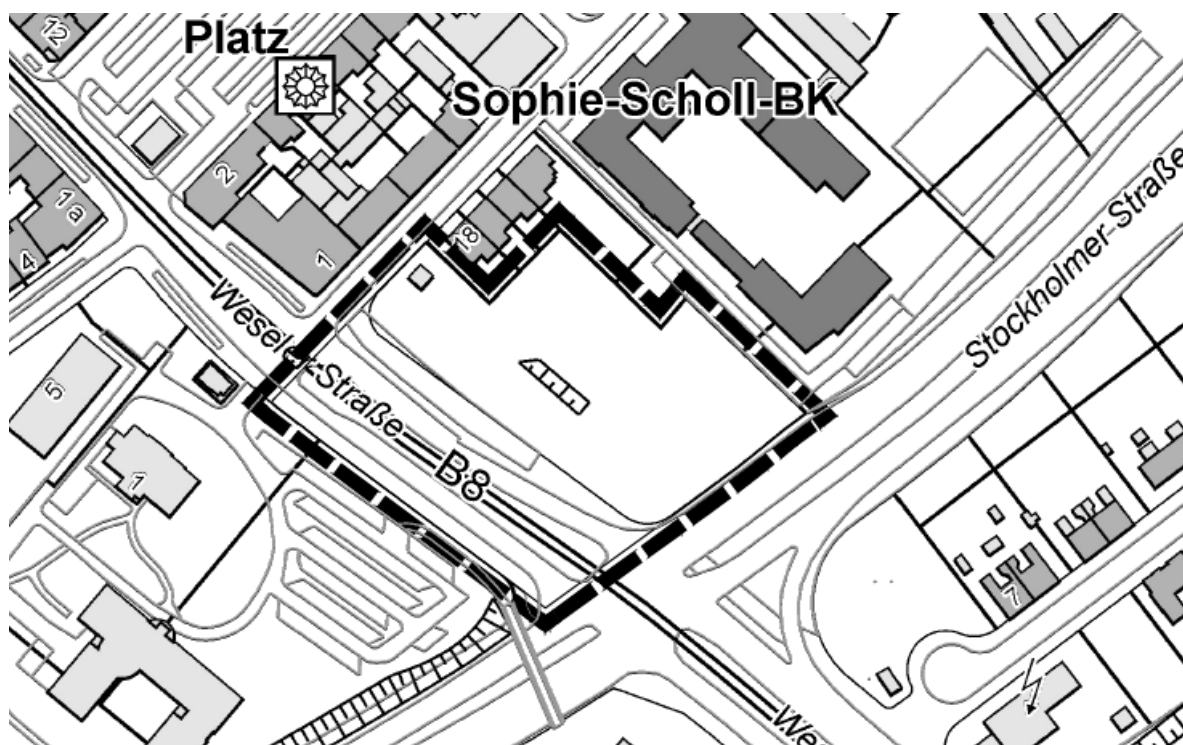 12
Platz
Sophie-Scholl-BK
2
1a
18
4
1
Weseler Straße
Stockholmer Straße
5
B8
1
7
We